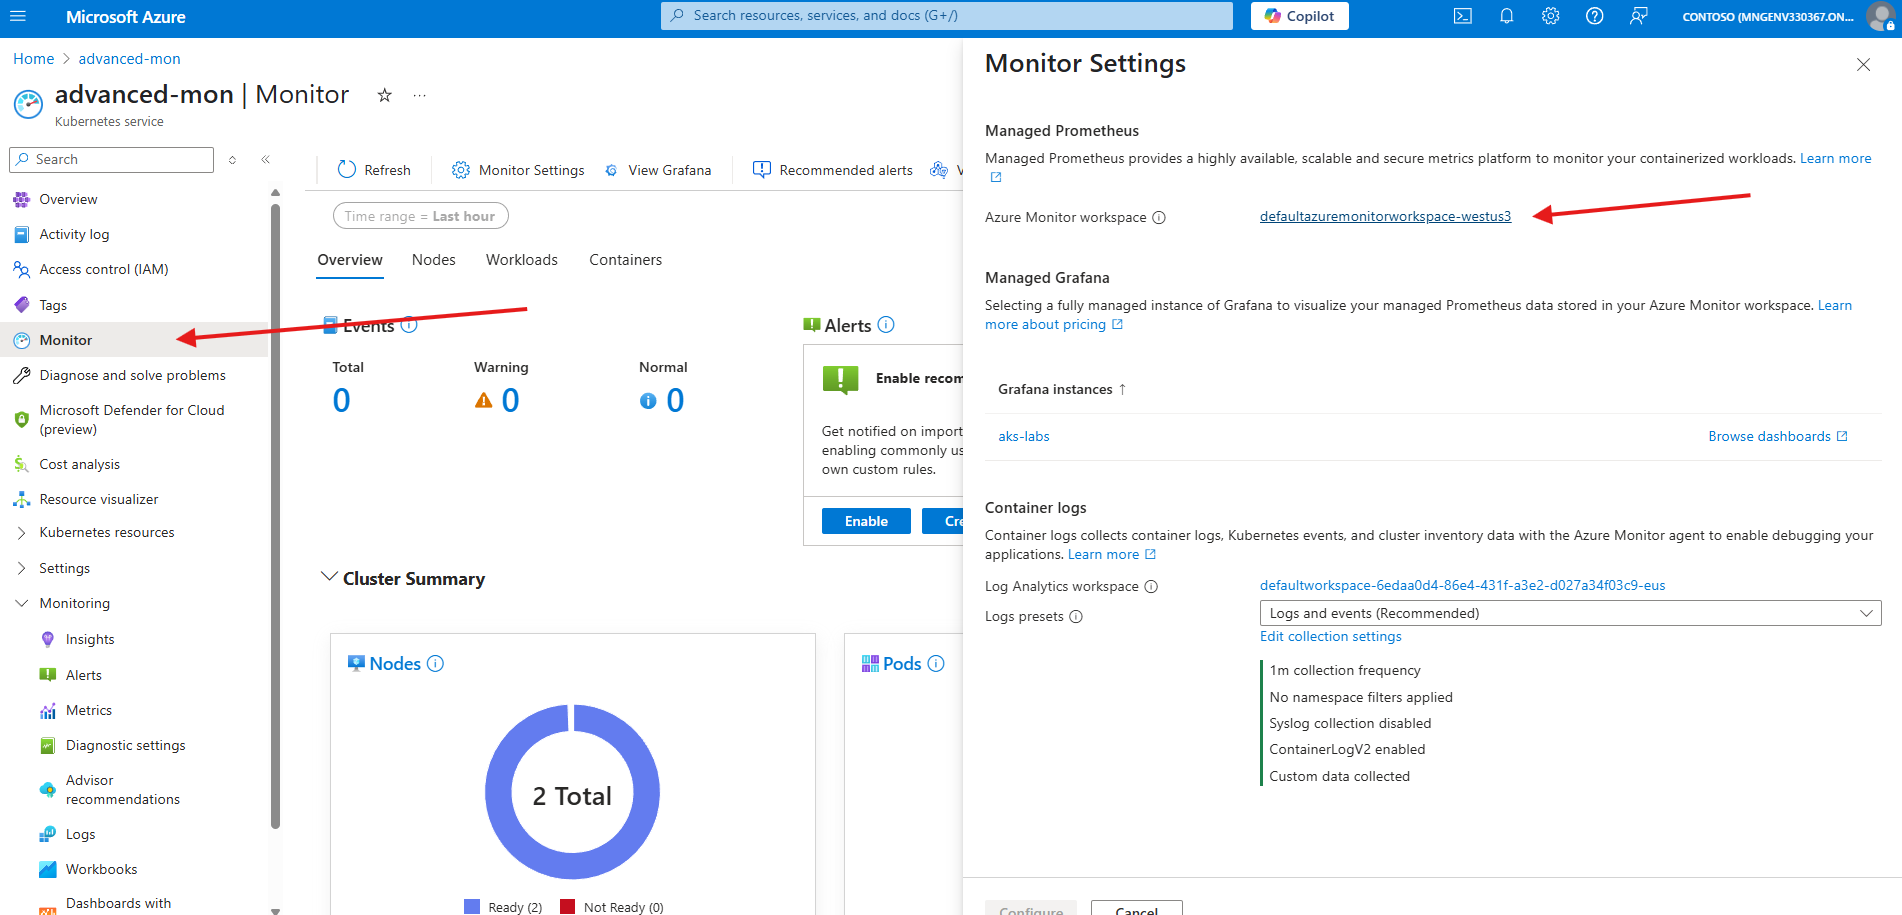 Microsoft Azure
Search resources, services, and docs (G+/)
Copilot
CONTOSO (MNGENV330367.ON...
Home > advanced-mon
advanced-mon | Monitor
Kubernetes service
Search
Overview
Activity log
Access control (IAM)
Tags
Monitor
Diagnose and solve problems
Microsoft Defender for Cloud
(preview)
Cost analysis
Resource visualizer
Kubernetes resources
Settings
Monitoring
Insights
Alerts
Metrics
Diagnostic settings
Advisor
recommendations
Logs
Workbooks
Dashboards with
Refresh
Monitor Settings
View Grafana
Recommended alerts
V
Time range = Last hour
Overview
Nodes
Workloads
Containers
Events
Total
Warning
Normal
0
0
0
Alerts
Enable recom
Get notified on import
enabling commonly us
own custom rules.
Enable
Cre
Cluster Summary
Nodes
2 Total
Ready (2)
Not Ready (0)
Pods
Monitor Settings
Managed Prometheus
Managed Prometheus provides a highly available, scalable and secure metrics platform to monitor your containerized workloads. Learn more
Azure Monitor workspace
defaultazuremonitorworkspace-westus3
Managed Grafana
Selecting a fully managed instance of Grafana to visualize your managed Prometheus data stored in your Azure Monitor workspace. Learn
more about pricing
Grafana instances ↑
aks-labs
Browse dashboards
Container logs
Container logs collects container logs, Kubernetes events, and cluster inventory data with the Azure Monitor agent to enable debugging your
applications. Learn more
Log Analytics workspace
defaultworkspace-6edaa0d4-86e4-431f-a3e2-d027a34f03c9-eus
Logs presets
Logs and events (Recommended)
Edit collection settings
1m collection frequency
No namespace filters applied
Syslog collection disabled
ContainerLogV2 enabled
Custom data collected
Configure
Cancel